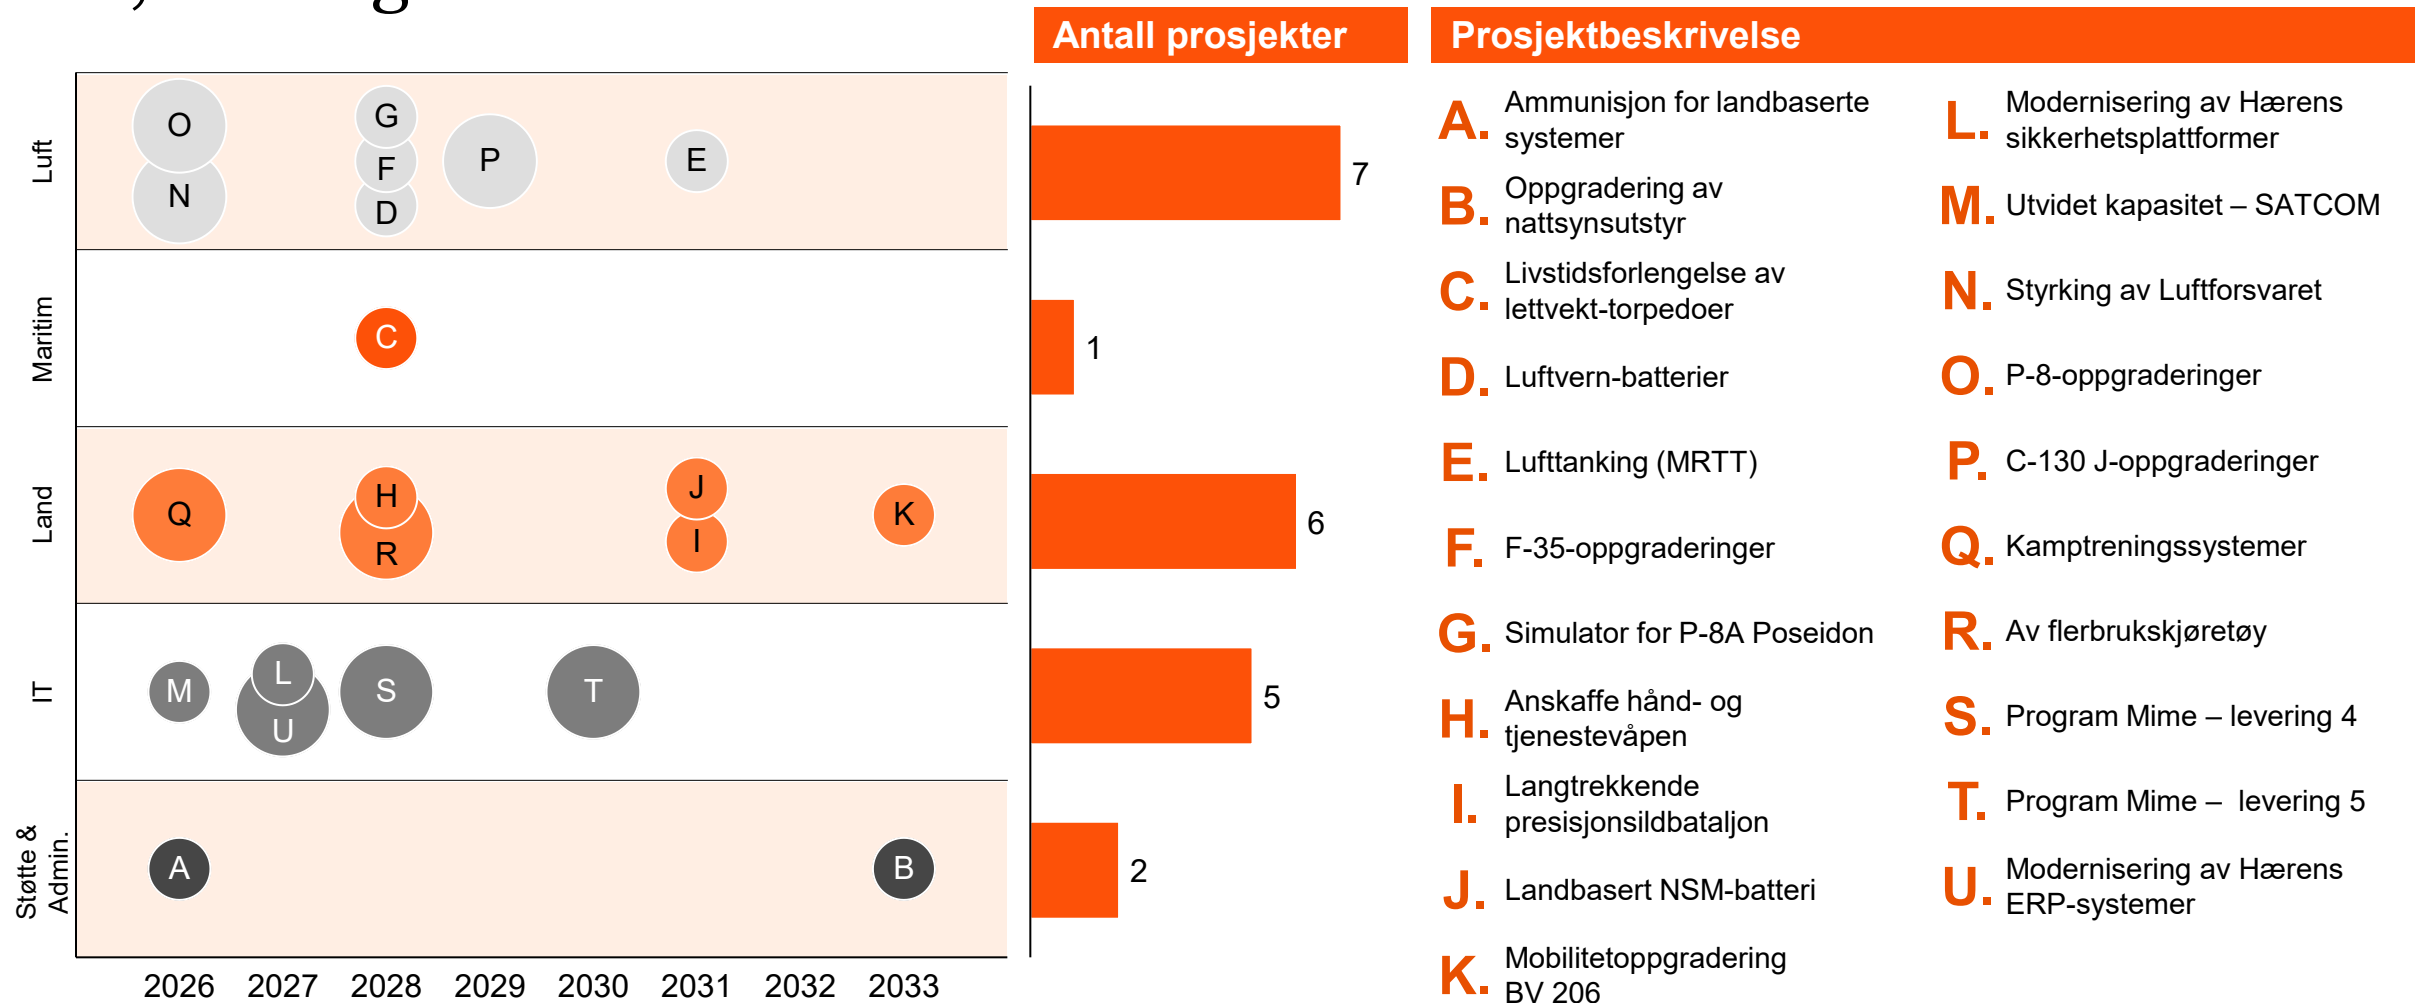 Antall prosjekter
Prosjektbeskrivelse
Luft
O
N
G
F
D
P
E
7
Maritim
C
1
Land
Q
H
R
J
I
K
6
IT
M
L
U
S
T
5
Støtte &
Admin.
A
B
2
2026 2027 2028 2029 2030 2031 2032 2033
A. Ammunisjon for landbaserte
systemer
B. Oppgradering av
nattsynsutstyr
C. Livstidsforlengelse av
lettvekt-torpedoer
D. Luftvern-batterier
E. Lufttanking (MRTT)
F. F-35-oppgraderinger
G. Simulator for P-8A Poseidon
H. Anskaffe hånd- og
tjenestevåpen
I. Langtrekkende
presisjonsildbataljon
J. Landbasert NSM-batteri
K. Mobilitetoppgradering
BV 206
L. Modernisering av Hærens
sikkerhetsplattformer
M. Utvidet kapasitet – SATCOM
N. Styrking av Luftforsvaret
O. P-8-oppgraderinger
P. C-130 J-oppgraderinger
Q. Kamptreningssystemer
R. Av flerbrukskjøretøy
S. Program Mime – levering 4
T. Program Mime –  levering 5
U. Modernisering av Hærens
ERP-systemer